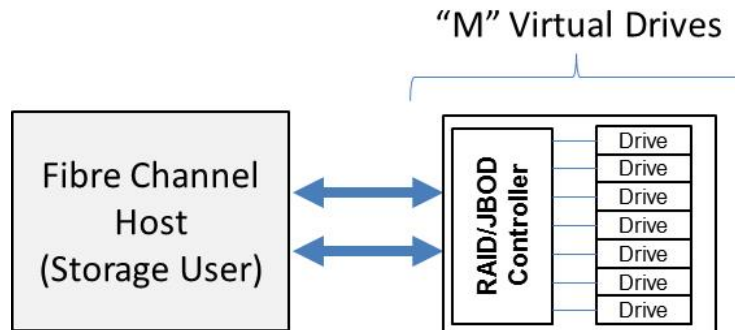 “M” Virtual Drives
Fibre Channel
Host
(Storage User)
RAID/JBOD
Controller
Drive
Drive
Drive
Drive
Drive
Drive
Drive